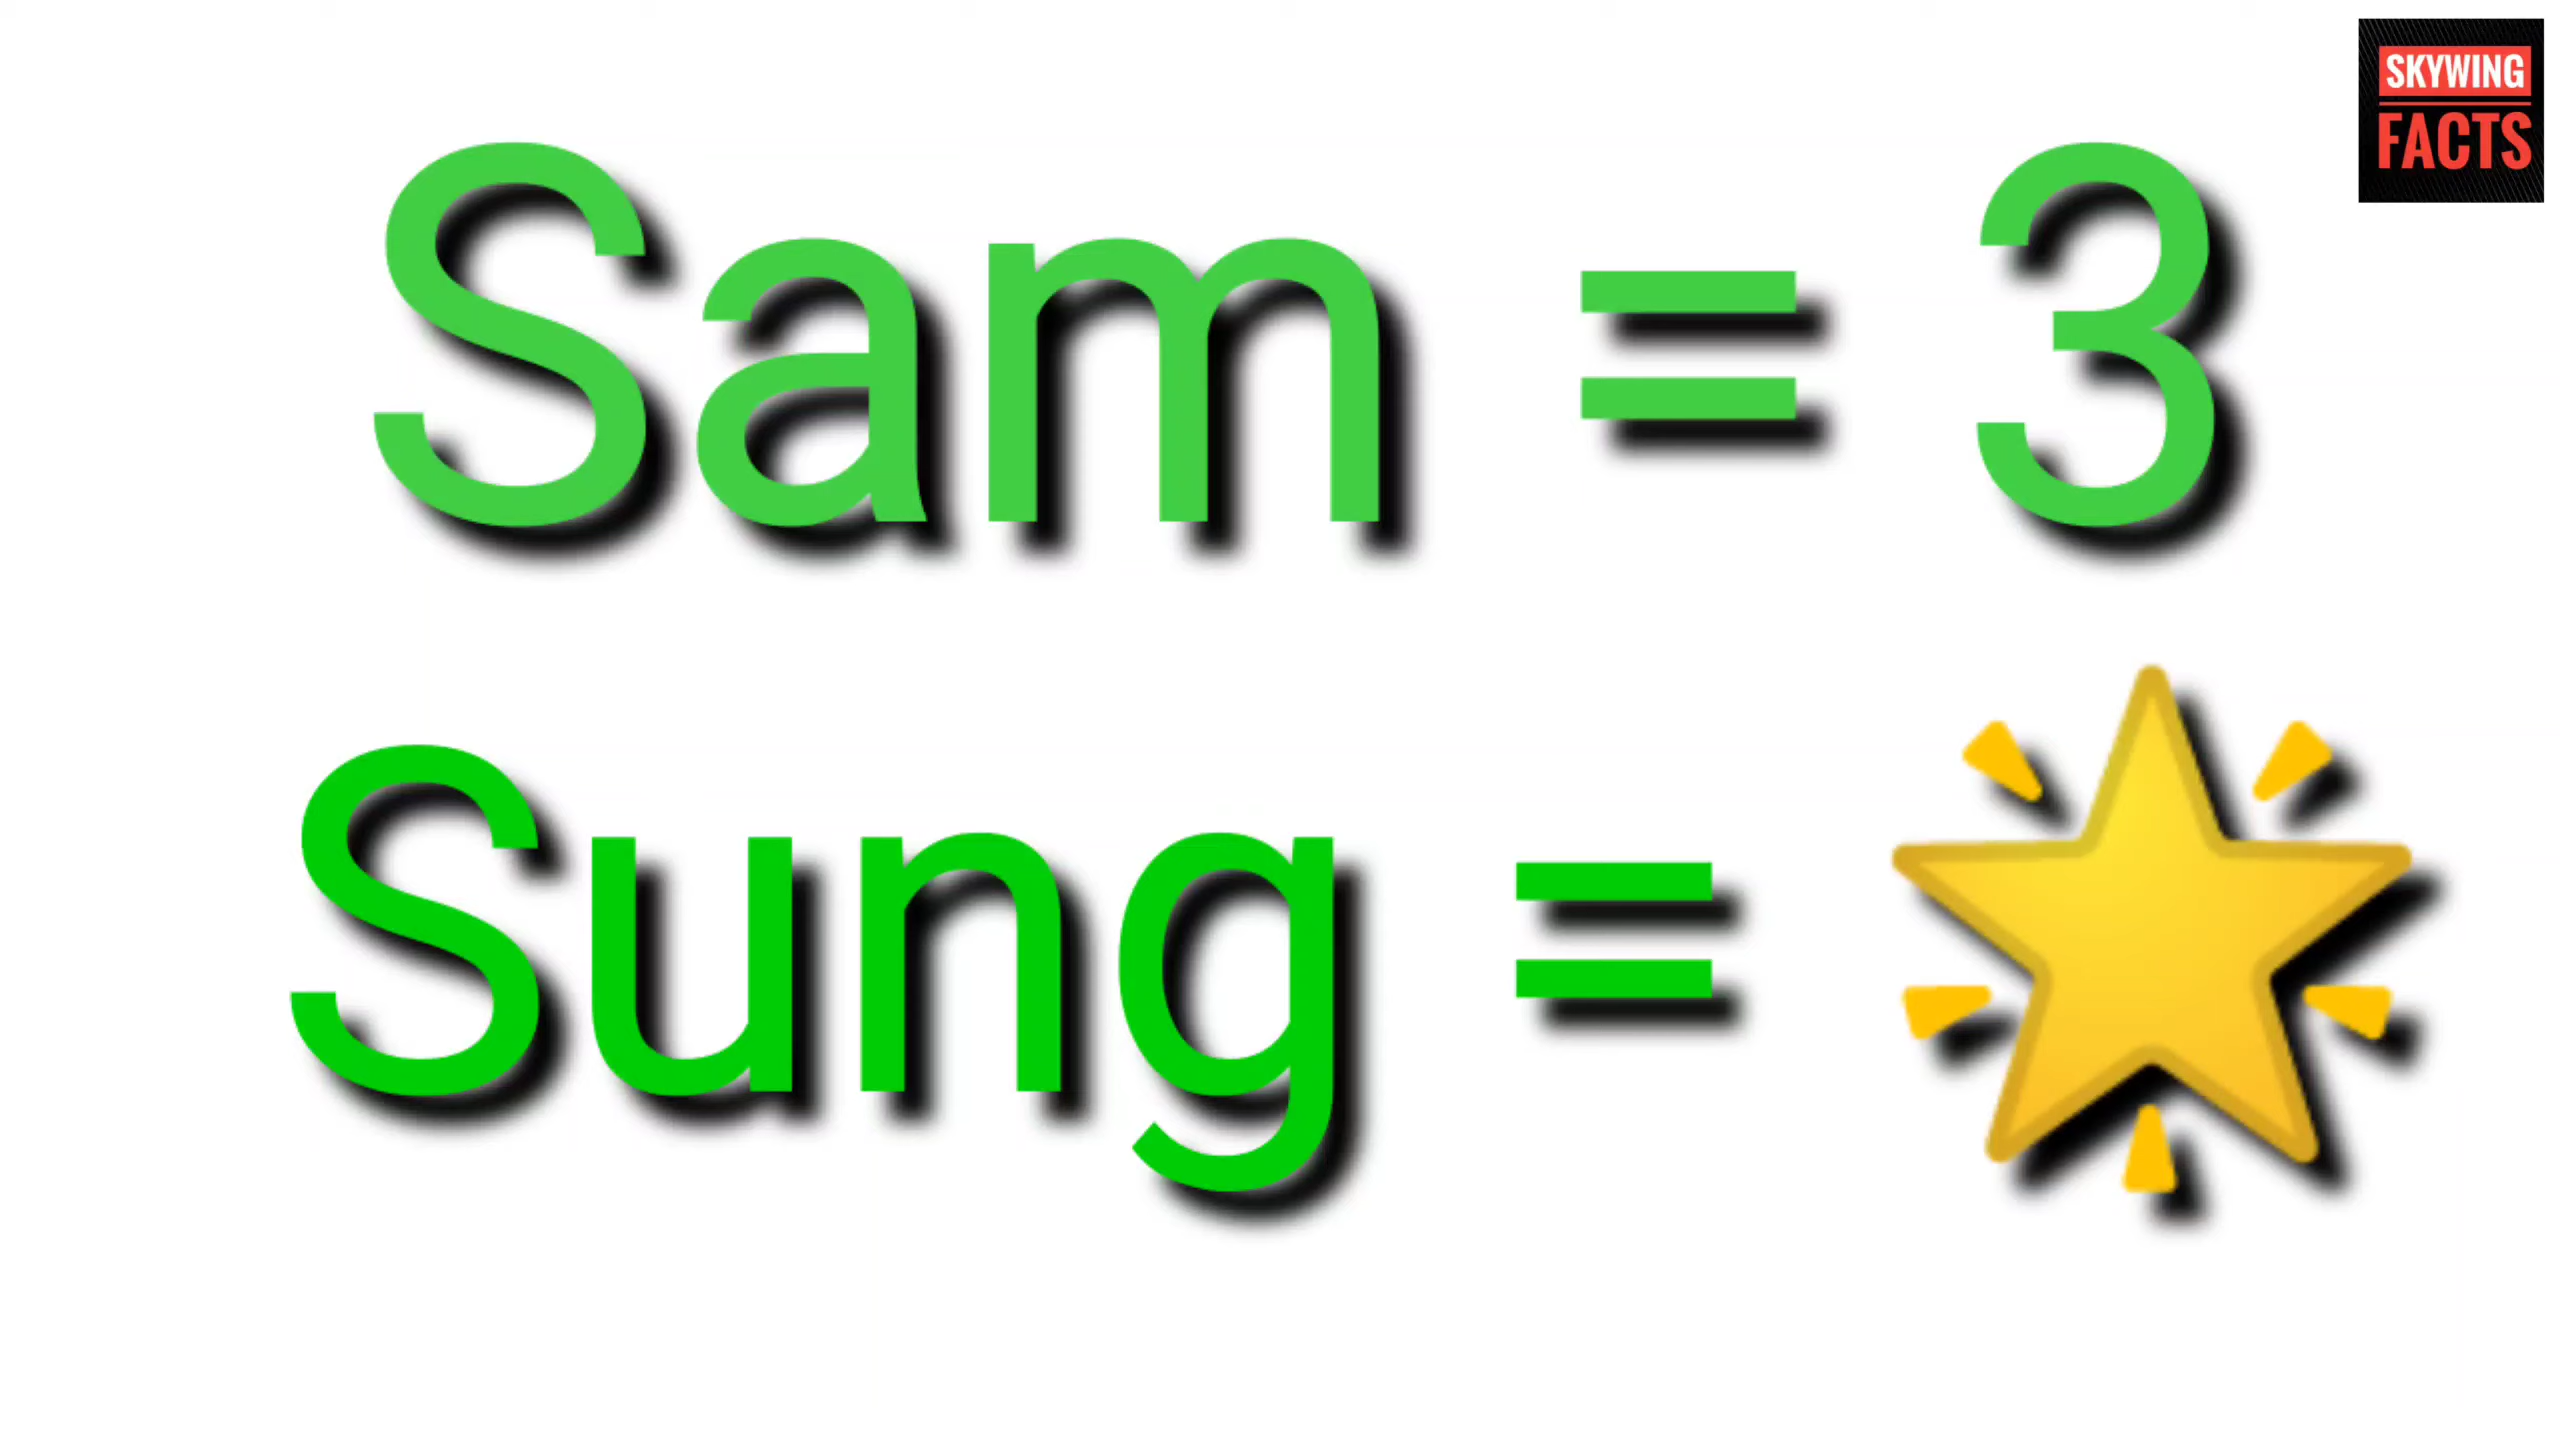 SKYWING
FACTS
Sam = 3
Sung =